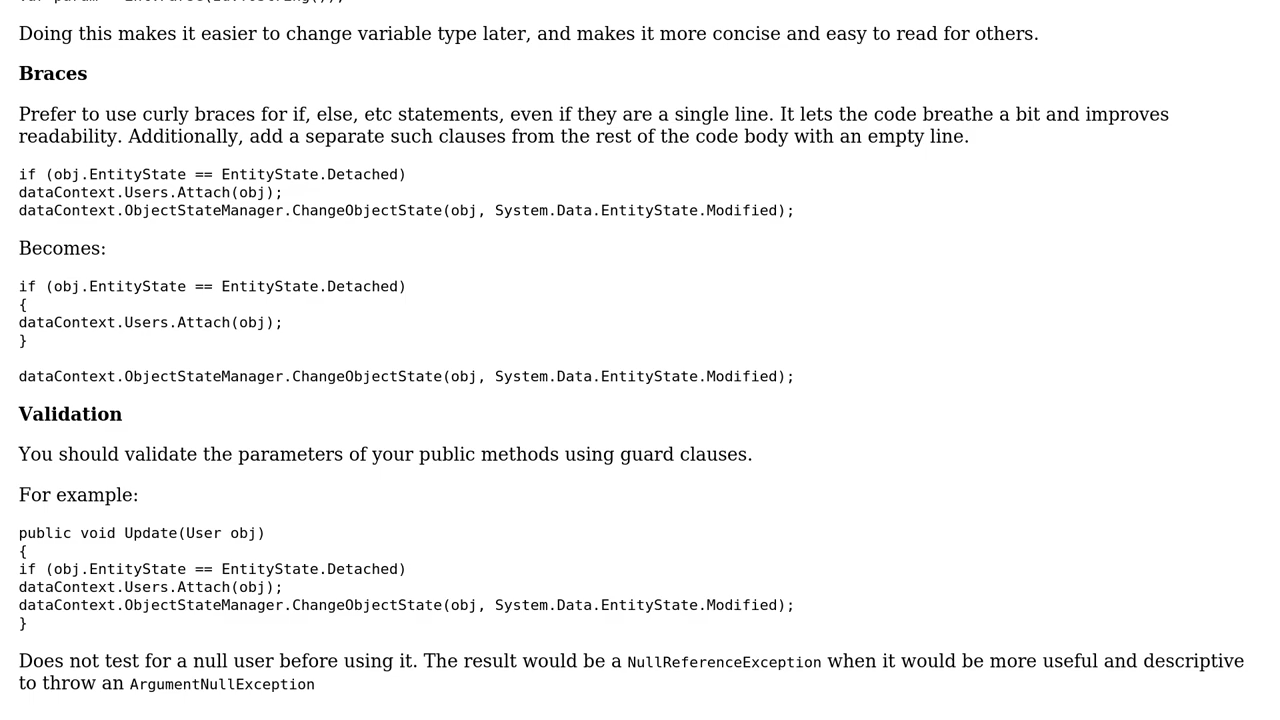 Doing this makes it easier to change variable type later, and makes it more concise and easy to read for others.
Braces
Prefer to use curly braces for if, else, etc statements, even if they are a single line. It lets the code breathe a bit and improves
readability. Additionally, add a separate such clauses from the rest of the code body with an empty line.
if (obj.EntityState == EntityState.Detached)
dataContext.Users.Attach(obj);
dataContext.ObjectStateManager.ChangeObjectState(obj, System.Data.EntityState.Modified);
Becomes:
if (obj.EntityState == EntityState.Detached)
{
dataContext.Users.Attach(obj);
}
dataContext.ObjectStateManager.ChangeObjectState(obj, System.Data.EntityState.Modified);
Validation
You should validate the parameters of your public methods using guard clauses.
For example:
public void Update(User obj)
{
if (obj.EntityState == EntityState.Detached)
dataContext.Users.Attach(obj);
dataContext.ObjectStateManager.ChangeObjectState(obj, System.Data.EntityState.Modified);
}
Does not test for a null user before using it. The result would be a NullReferenceException when it would be more useful and descriptive
to throw an ArgumentNullException